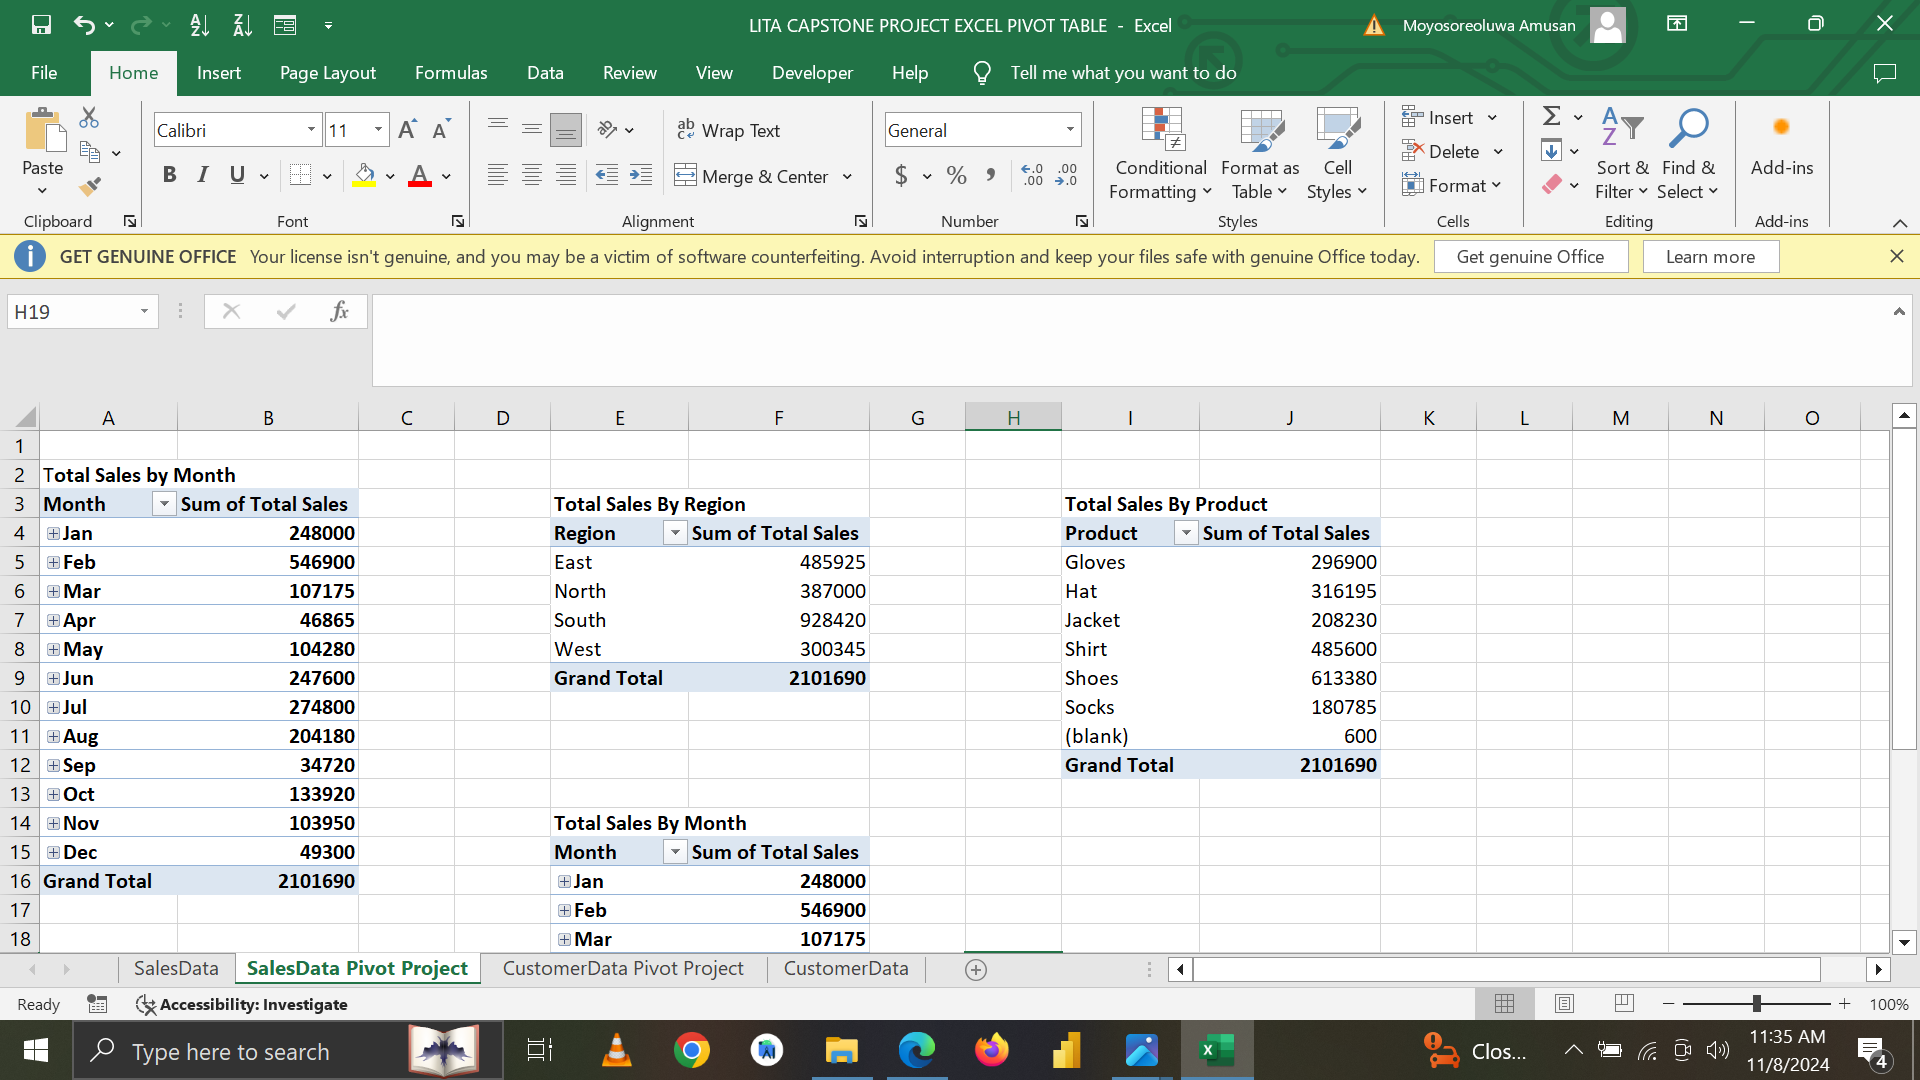 LITA CAPSTONE PROJECT EXCEL PIVOT TABLE - Excel
Moyosoreoluwa Amusan
File Home Insert Page Layout Formulas Data Review View Developer Help Tell me what you want to do
Paste
Clipboard
Calibri 11
B I U
Font
Wrap Text
Merge & Center
Alignment
General
$ % ,
Number
Conditional Formatting
Format as Table
Cell Styles
Styles
Insert
Delete
Format
Cells
Sort & Filter
Find & Select
Editing
Add-ins
Add-ins
GET GENUINE OFFICE Your license isn't genuine, and you may be a victim of software counterfeiting. Avoid interruption and keep your files safe with genuine Office today. Get genuine Office Learn more
H19 fx
A B C D E F G H I J K L M N O
1
2 Total Sales by Month
3 Month Sum of Total Sales Total Sales By Region Total Sales By Product
4 Jan 248000 Region Sum of Total Sales Product Sum of Total Sales
5 Feb 546900 East 485925 Gloves 296900
6 Mar 107175 North 387000 Hat 316195
7 Apr 46865 South 928420 Jacket 208230
8 May 104280 West 300345 Shirt 485600
9 Jun 247600 Grand Total 2101690 Shoes 613380
10 Jul 274800 Socks 180785
11 Aug 204180 (blank) 600
12 Sep 34720 Grand Total 2101690
13 Oct 133920
14 Nov 103950 Total Sales By Month
15 Dec 49300 Month Sum of Total Sales
16 Grand Total 2101690 Jan 248000
17 Feb 546900
18 Mar 107175
SalesData SalesData Pivot Project CustomerData Pivot Project CustomerData
Ready Accessibility: Investigate 100%
Type here to search Clos... 11:35 AM
11/8/2024 4